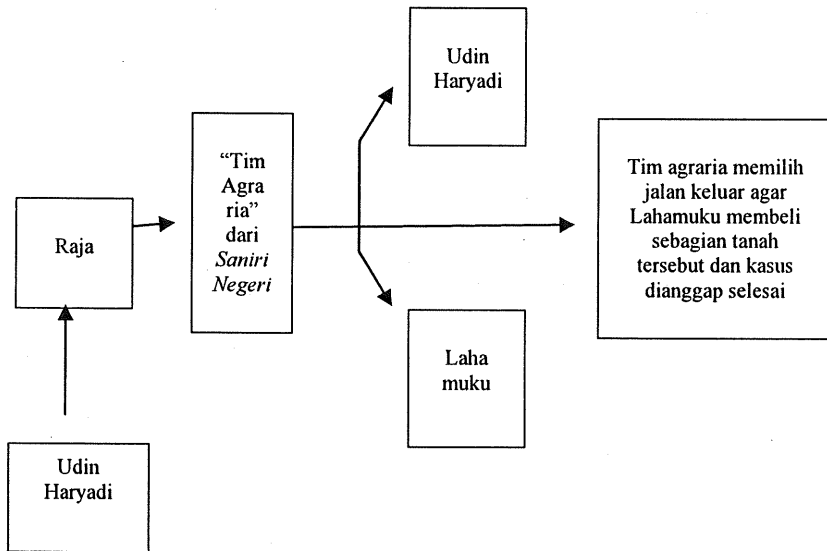 Udin
Haryadi
Raja
“Tim
Agra
ria”
dari
Saniri
Negeri
Udin
Haryadi
Laha
muku
Tim agraria memilih
jalan keluar agar
Lahamuku membeli
sebagian tanah
tersebut dan kasus
dianggap selesai